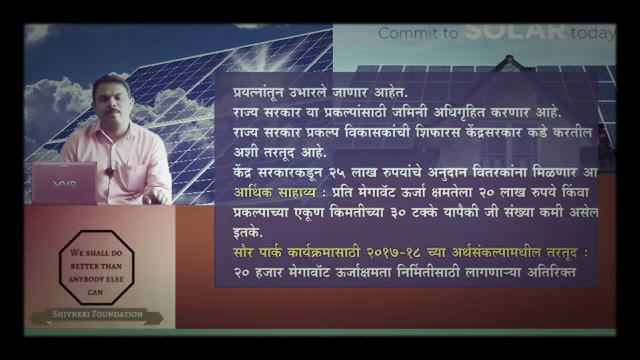 Commit to SOLAR today
प्रयत्नांतून उभारले जाणार आहेत.
राज्य सरकार या प्रकल्पांसाठी जमिनी अधिगृहित करणार आहे.
राज्य सरकार प्रकल्प विकासकांची शिफारस केंद्रसरकार कडे करतील
अशी तरतूद आहे.
केंद्र सरकारकडून २५ लाख रुपयांचे अनुदान वितरकांना मिळणार आ
आर्थिक साहाय्य : प्रति मेगावॅट ऊर्जा क्षमतेला २० लाख रुपये किंवा
प्रकल्पाच्या एकूण किमतीच्या ३० टक्के यापैकी जी संख्या कमी असेल
इतके.
सौर पार्क कार्यक्रमासाठी २०१७-१८ च्या अर्थसंकल्पामधील तरतूद :
२० हजार मेगावॉट ऊर्जाक्षमता निर्मितीसाठी लागणाऱ्या अतिरिक्त
VAIO
WE SHALL DO
BETTER THAN
ANYBODY ELSE
CAN
SHIVNERI FOUNDATION